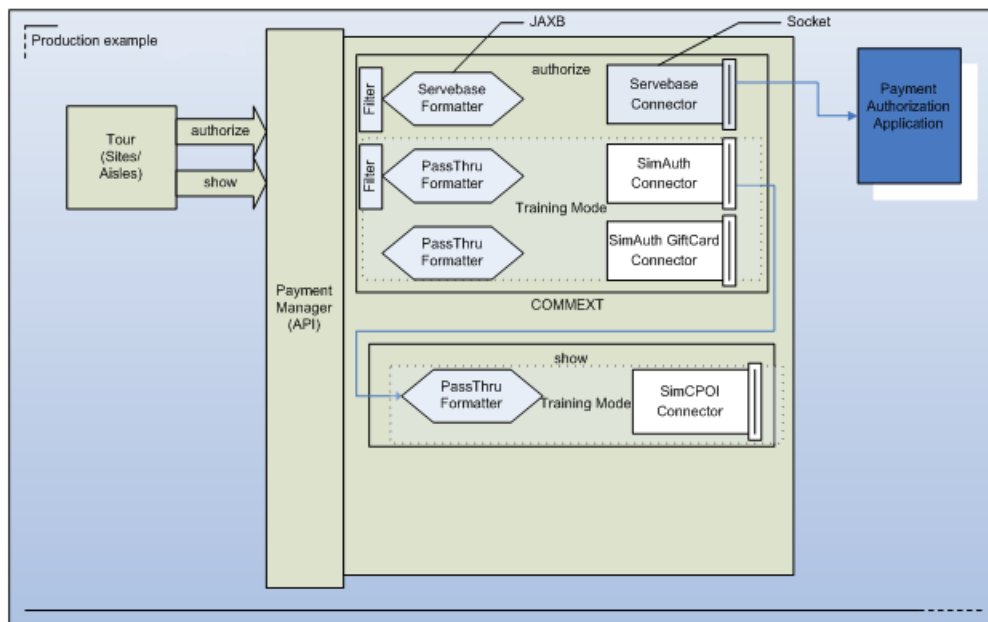 JAXB
Socket
Production example
Tour
(Sites/
Aisles)
authorize
show
Payment
Manager
(API)
authorize
Filter
Servebase
Formatter
Servebase
Connector
Payment
Authorization
Application
Filter
PassThru
Formatter
SimAuth
Connector
Training Mode
PassThru
Formatter
SimAuth GiftCard
Connector
COMMEXT
show
PassThru
Formatter
Training Mode
SimCPOI
Connector